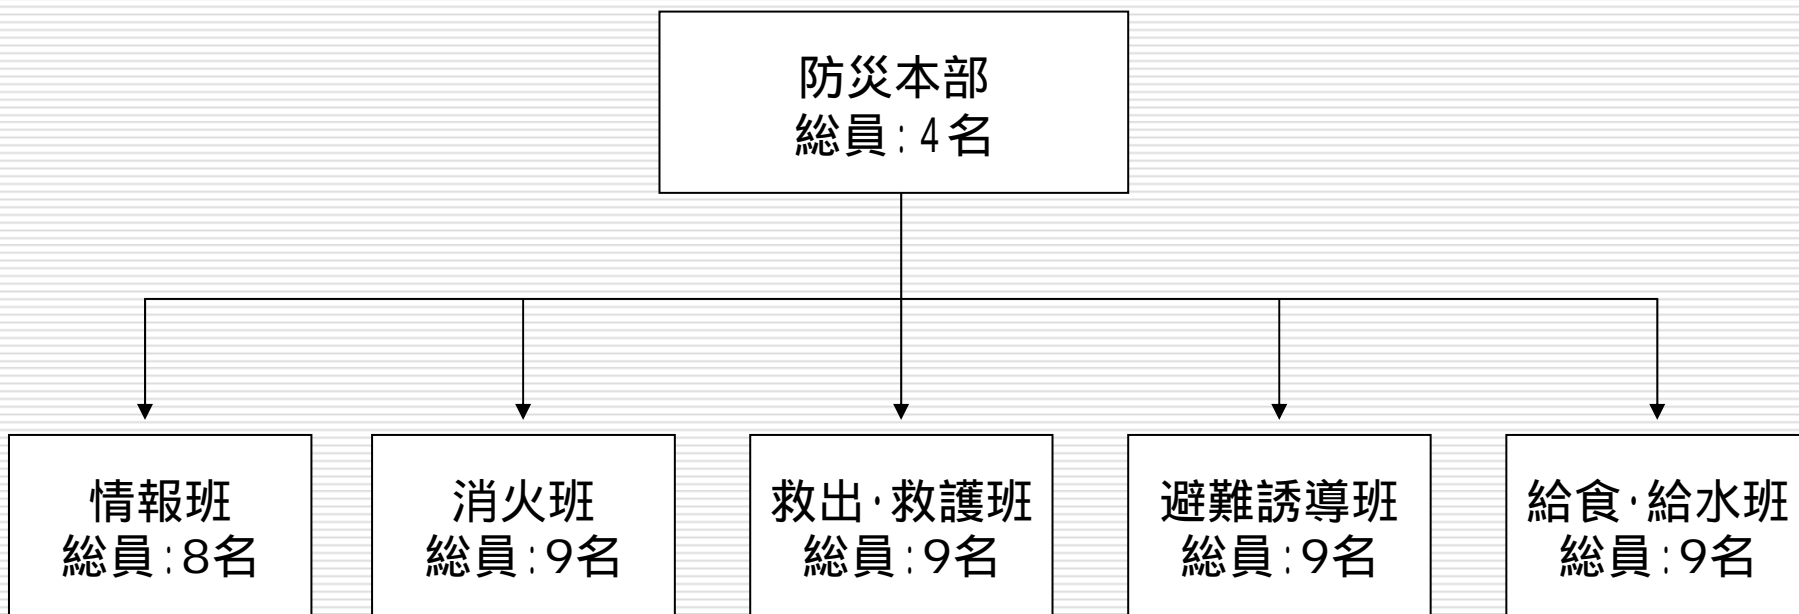 防災本部
総員:4名
情報班
総員:8名
消火班
総員:9名
救出・救護班
総員:9名
避難誘導班
総員:9名
給食・給水班
総員:9名